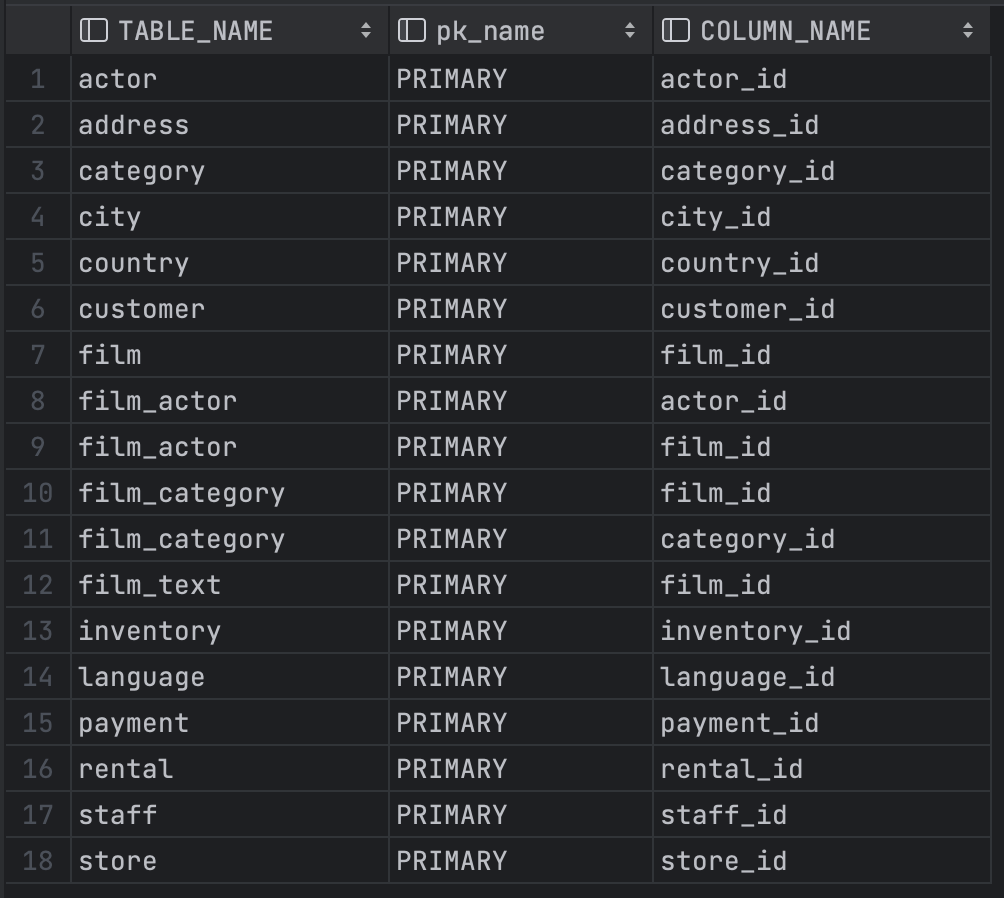 TABLE_NAME pk_name COLUMN_NAME
1 actor PRIMARY actor_id
2 address PRIMARY address_id
3 category PRIMARY category_id
4 city PRIMARY city_id
5 country PRIMARY country_id
6 customer PRIMARY customer_id
7 film PRIMARY film_id
8 film_actor PRIMARY actor_id
9 film_actor PRIMARY film_id
10 film_category PRIMARY film_id
11 film_category PRIMARY category_id
12 film_text PRIMARY film_id
13 inventory PRIMARY inventory_id
14 language PRIMARY language_id
15 payment PRIMARY payment_id
16 rental PRIMARY rental_id
17 staff PRIMARY staff_id
18 store PRIMARY store_id